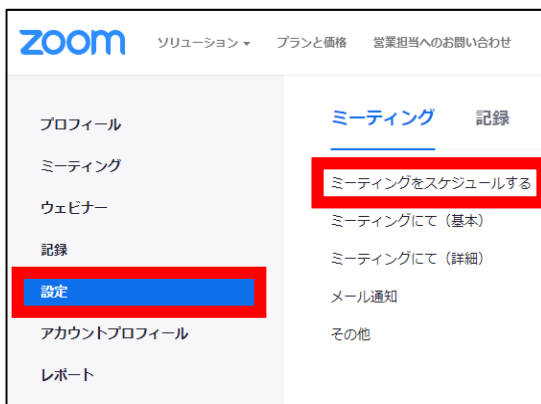 zoom ソリューション▼ プランと価格 営業担当へのお問い合わせ
プロフィール
ミーティング
ウェビナー
記録
設定
アカウントプロフィール
レポート
ミーティング 記録
ミーティングをスケジュールする
ミーティングにて（基本）
ミーティングにて（詳細）
メール通知
その他